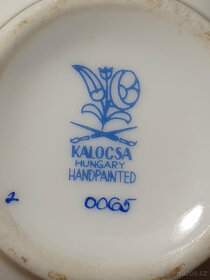 KALOCSA
HUNGARY
HANDPAINTED
2 0065